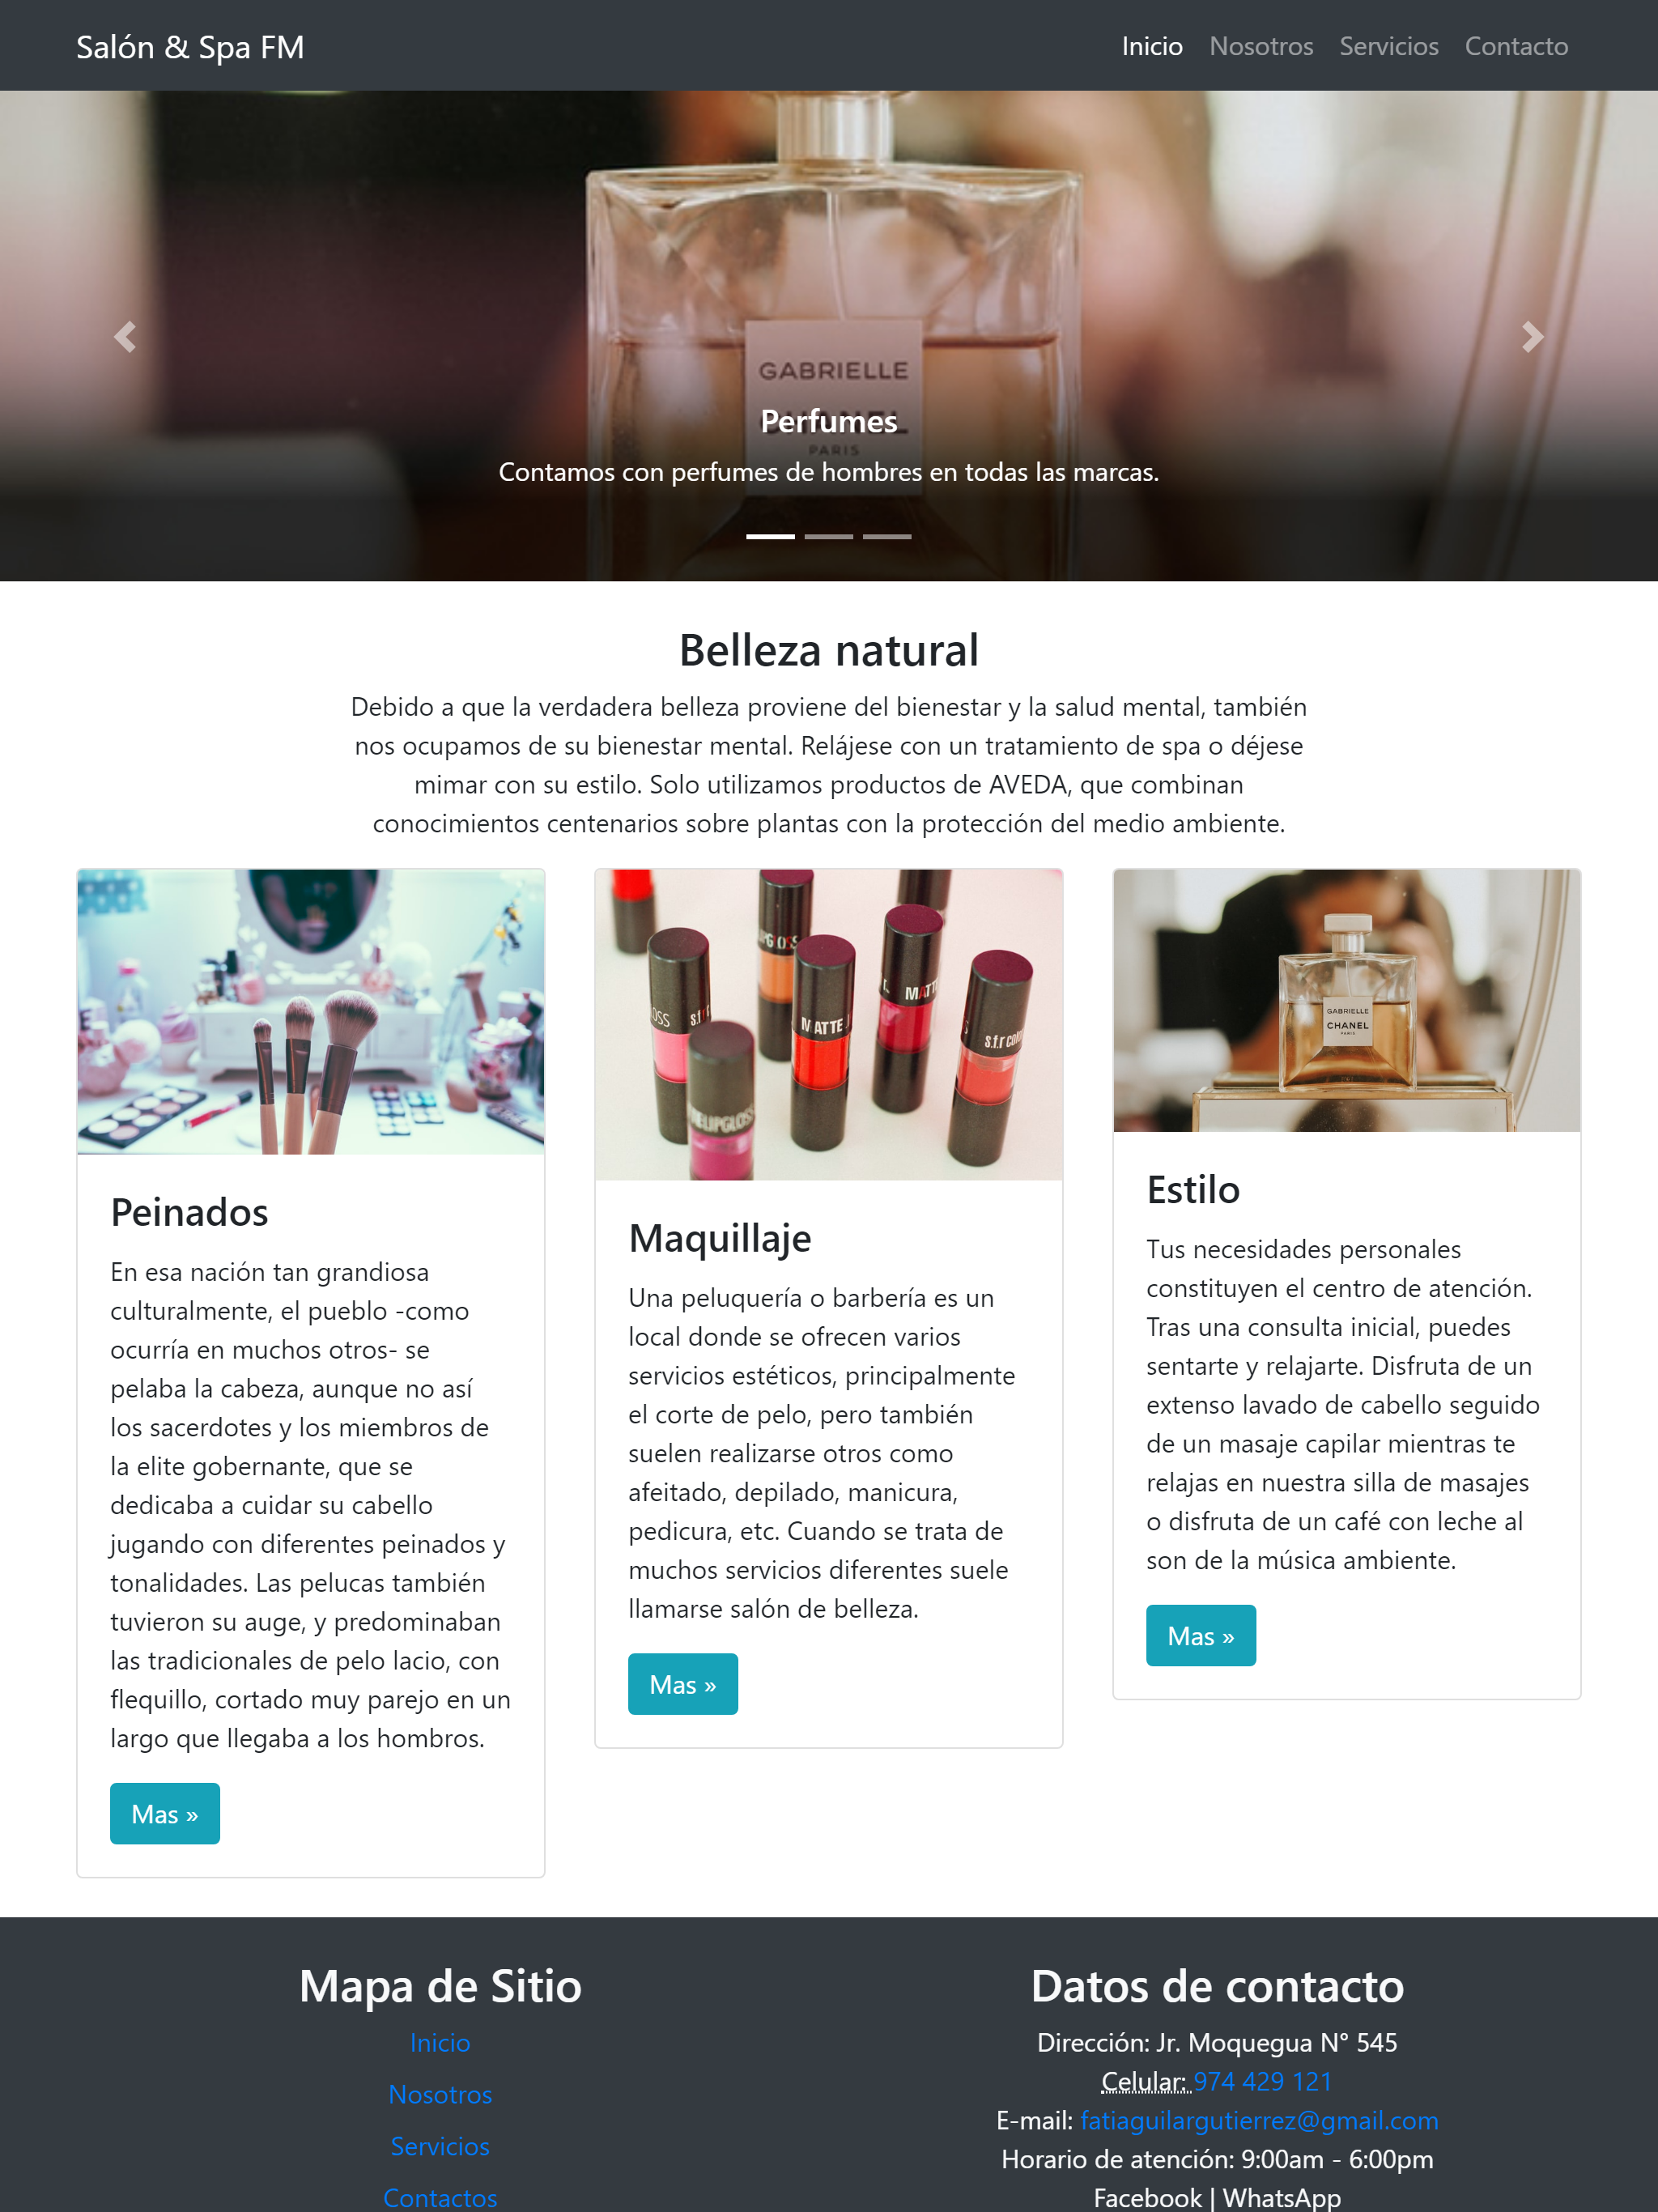 Salón & Spa FM
Inicio Nosotros Servicios Contacto
GABRIELLE
CHANEL
PARIS
Perfumes
Contamos con perfumes de hombres en todas las marcas.
Belleza natural
Debido a que la verdadera belleza proviene del bienestar y la salud mental, también
nos ocupamos de su bienestar mental. Relájese con un tratamiento de spa o déjese
mimar con su estilo. Solo utilizamos productos de AVEDA, que combinan
conocimientos centenarios sobre plantas con la protección del medio ambiente.
Peinados
En esa nación tan grandiosa
culturalmente, el pueblo -como
ocurría en muchos otros- se
pelaba la cabeza, aunque no así
los sacerdotes y los miembros de
la elite gobernante, que se
dedicaba a cuidar su cabello
jugando con diferentes peinados y
tonalidades. Las pelucas también
tuvieron su auge, y predominaban
las tradicionales de pelo lacio, con
flequillo, cortado muy parejo en un
largo que llegaba a los hombros.
Mas »
MATTE
s.f.r color
Maquillaje
Una peluquería o barbería es un
local donde se ofrecen varios
servicios estéticos, principalmente
el corte de pelo, pero también
suelen realizarse otros como
afeitado, depilado, manicura,
pedicura, etc. Cuando se trata de
muchos servicios diferentes suele
llamarse salón de belleza.
Mas »
GABRIELLE
CHANEL
PARIS
Estilo
Tus necesidades personales
constituyen el centro de atención.
Tras una consulta inicial, puedes
sentarte y relajarte. Disfruta de un
extenso lavado de cabello seguido
de un masaje capilar mientras te
relajas en nuestra silla de masajes
o disfruta de un café con leche al
son de la música ambiente.
Mas »
Mapa de Sitio
Inicio
Nosotros
Servicios
Contactos
Datos de contacto
Dirección: Jr. Moquegua N° 545
Celular: 974 429 121
E-mail: fatiaguilargutierrez@gmail.com
Horario de atención: 9:00am - 6:00pm
Facebook | WhatsApp